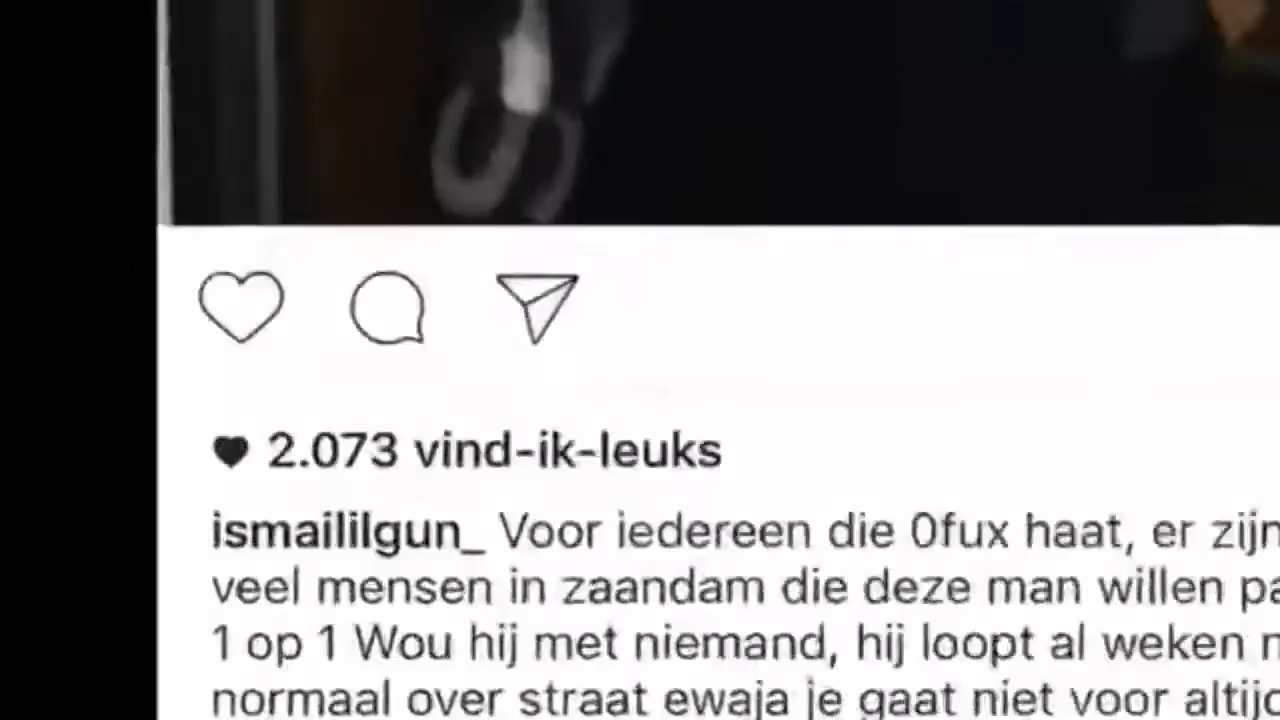 2.073 vind-ik-leuks
ismaililgun_ Voor iedereen die 0fux haat, er zijn
veel mensen in zaandam die deze man willen
1 op 1 Wou hij met niemand, hij loopt al weken
normaal over straat ewaja je gaat niet voor